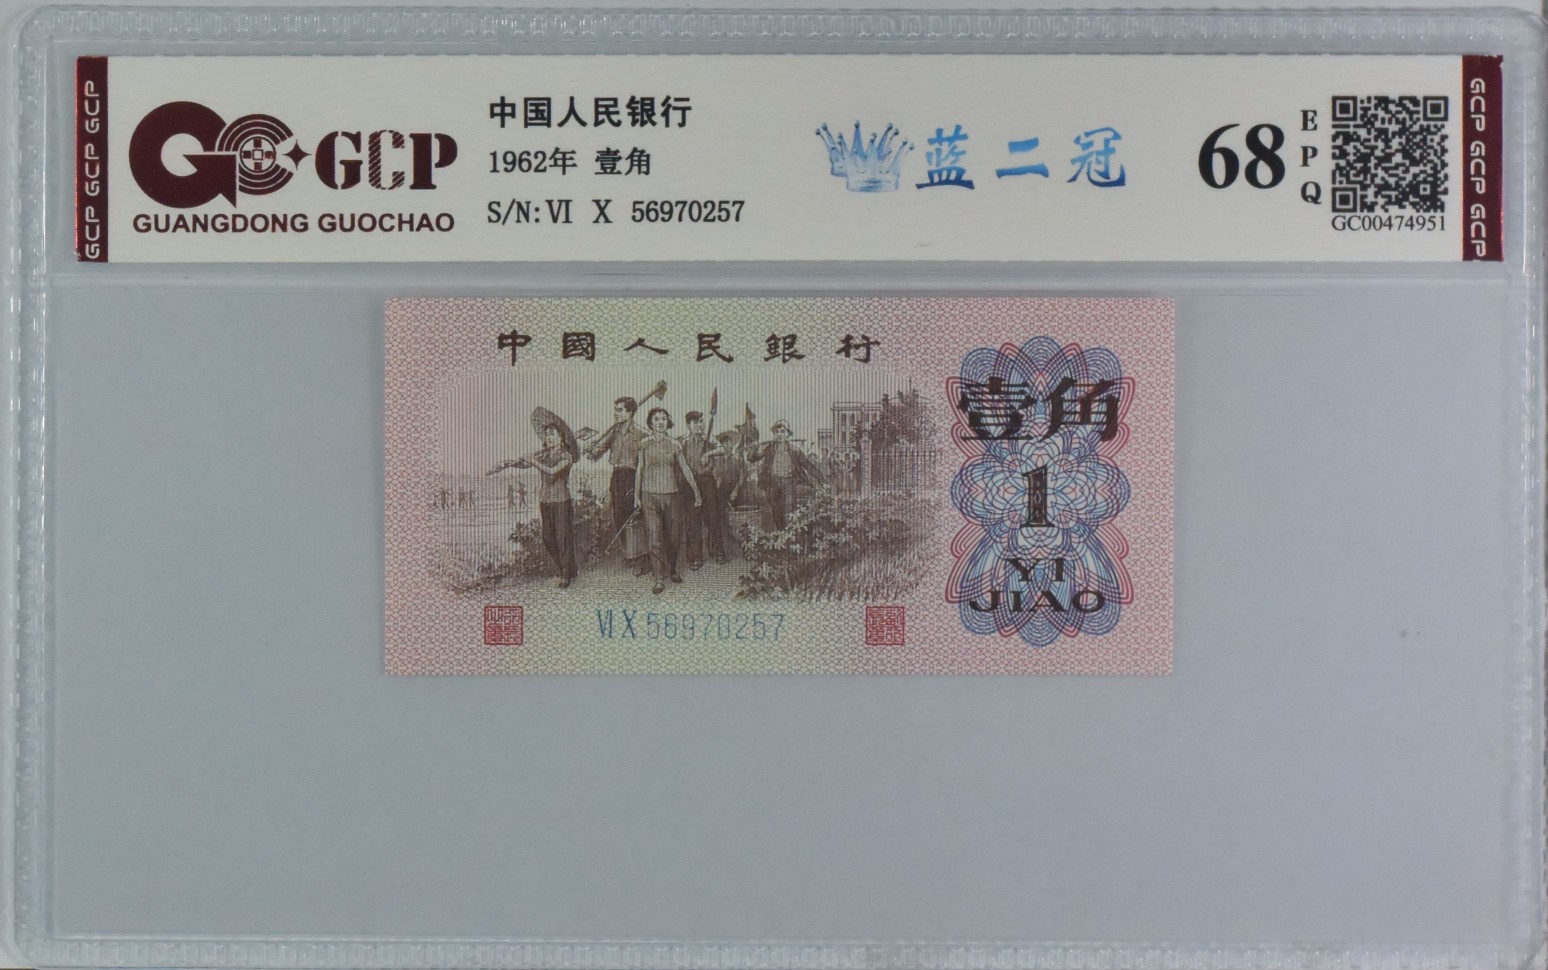 GCP GCP GCP
GCP
GUANGDONG GUOCHAO
中国人民银行
1962年 壹角
S/N: VI X 56970257
蓝二冠
68
EPQ
GC00474951
GCP GCP GCP
中國人民銀行
壹角
1
YI
JIAO
VI X 56970257